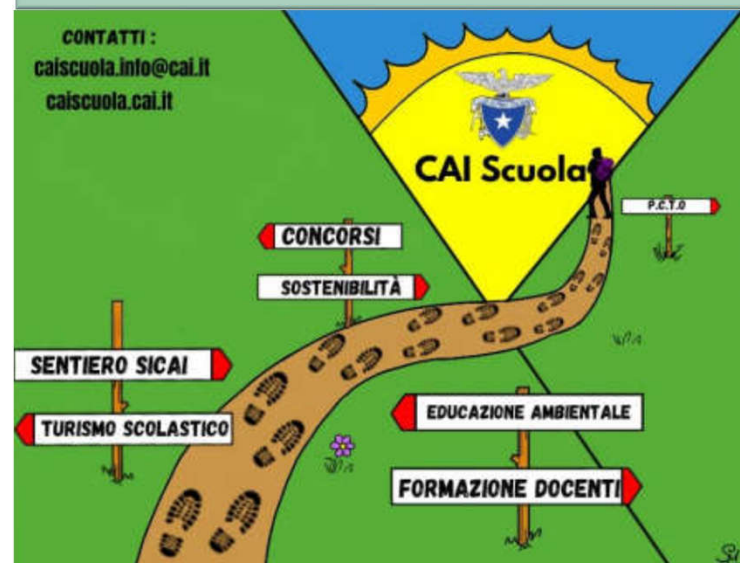 CONTATTI :
caiscuola.info@cai.it
caiscuola.cai.it
CAI Scuola
P.C.T.O
CONCORSI
SOSTENIBILITÀ
SENTIERO SICAI
TURISMO SCOLASTICO
EDUCAZIONE AMBIENTALE
FORMAZIONE DOCENTI